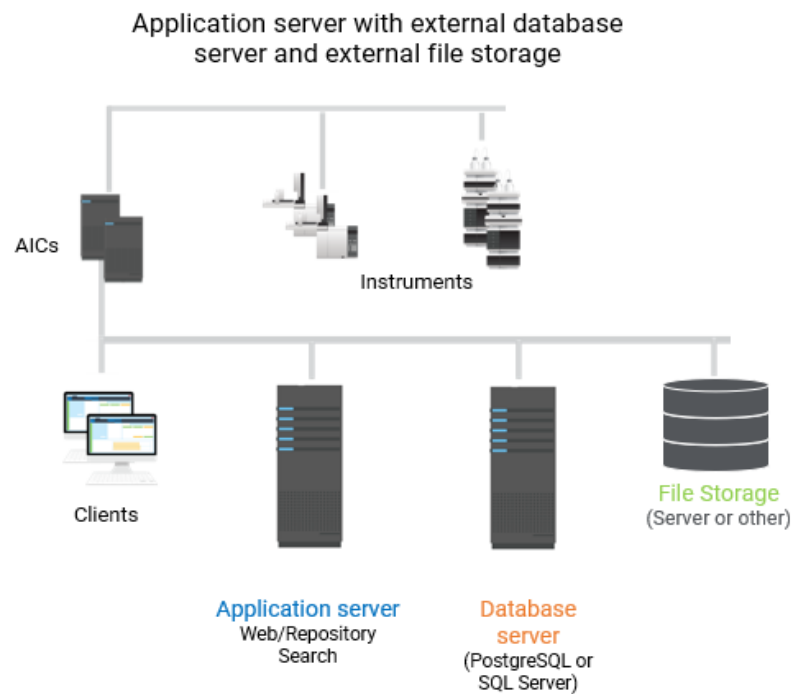 Application server with external database
server and external file storage
AICs
Instruments
Clients
File Storage
(Server or other)
Application server
Web/Repository
Search
Database
server
(PostgreSQL or
SQL Server)